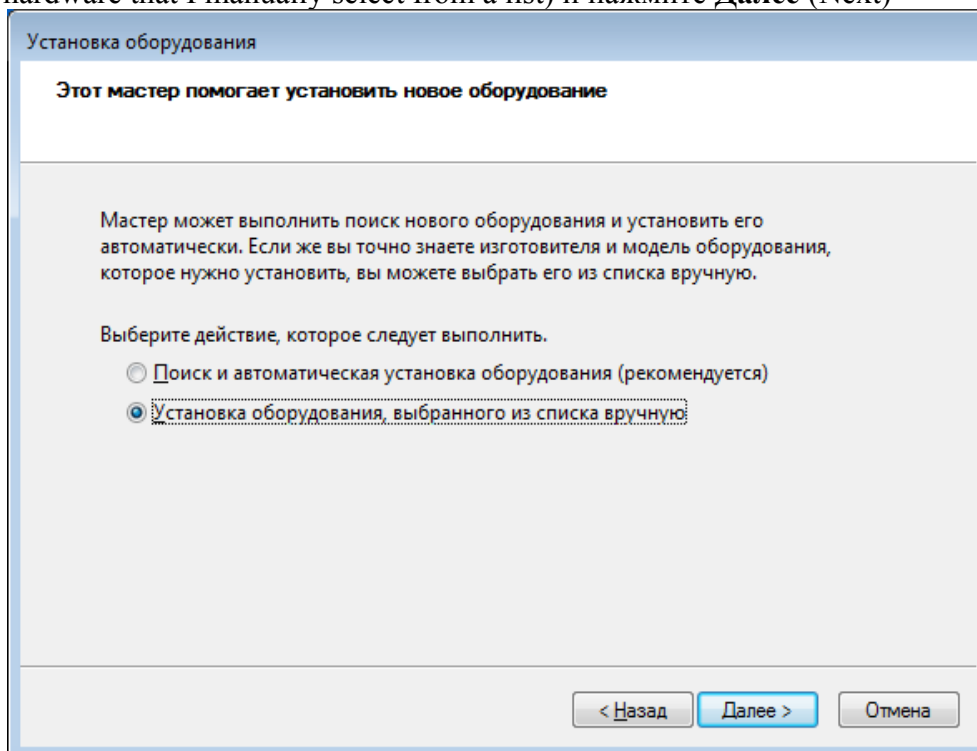 hardware that I manually select from a list) и нажмите Далее (Next)
Установка оборудования
Этот мастер помогает установить новое оборудование
Мастер может выполнить поиск нового оборудования и установить его
автоматически. Если же вы точно знаете изготовителя и модель оборудования,
которое нужно установить, вы можете выбрать его из списка вручную.
Выберите действие, которое следует выполнить.
Поиск и автоматическая установка оборудования (рекомендуется)
Установка оборудования, выбранного из списка вручную
< Назад Далее > Отмена